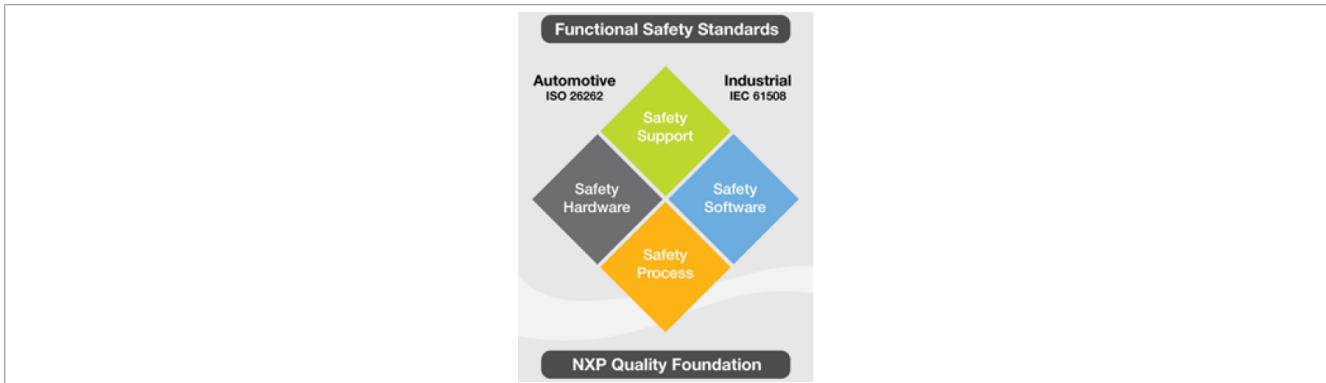 Functional Safety Standards
Automotive
ISO 26262
Industrial
IEC 61508
Safety
Support
Safety
Hardware
Safety
Software
Safety
Process
NXP Quality Foundation